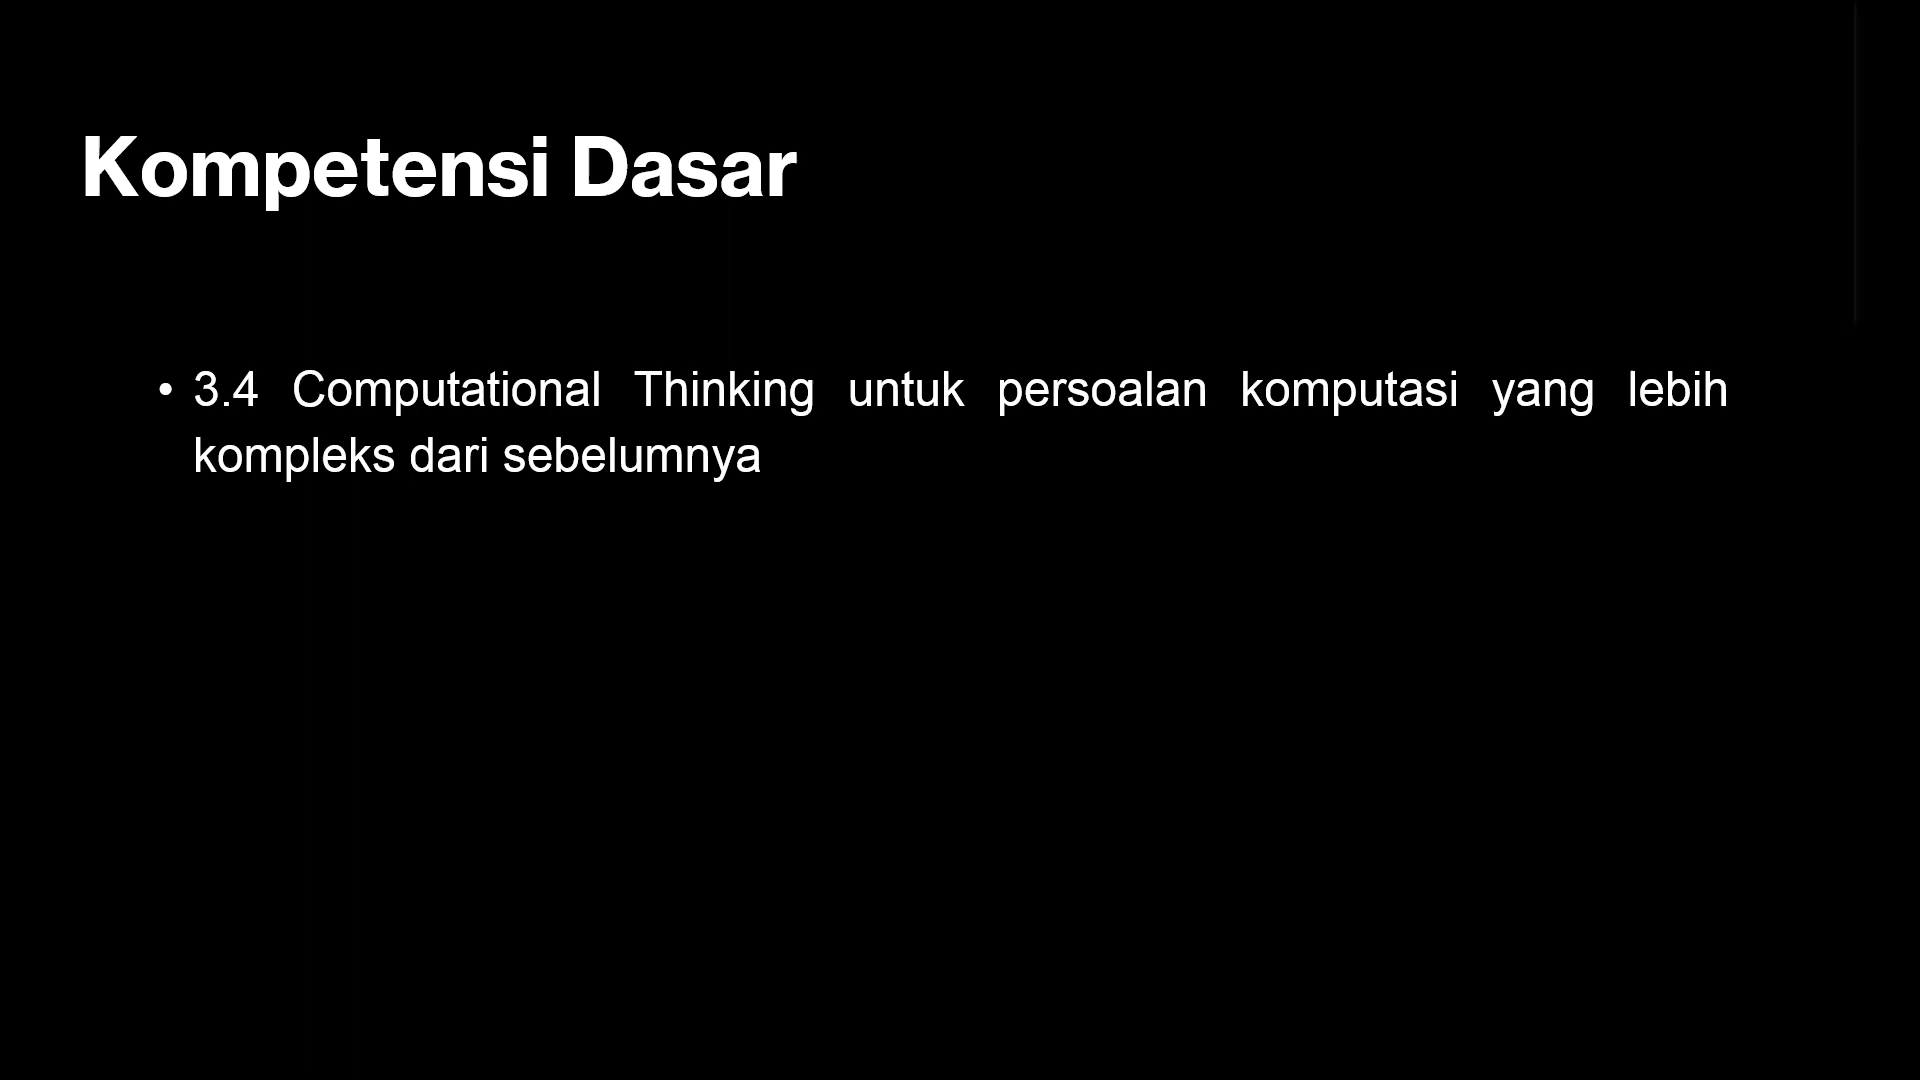 Kompetensi Dasar
• 3.4 Computational Thinking untuk persoalan komputasi yang lebih
kompleks dari sebelumnya